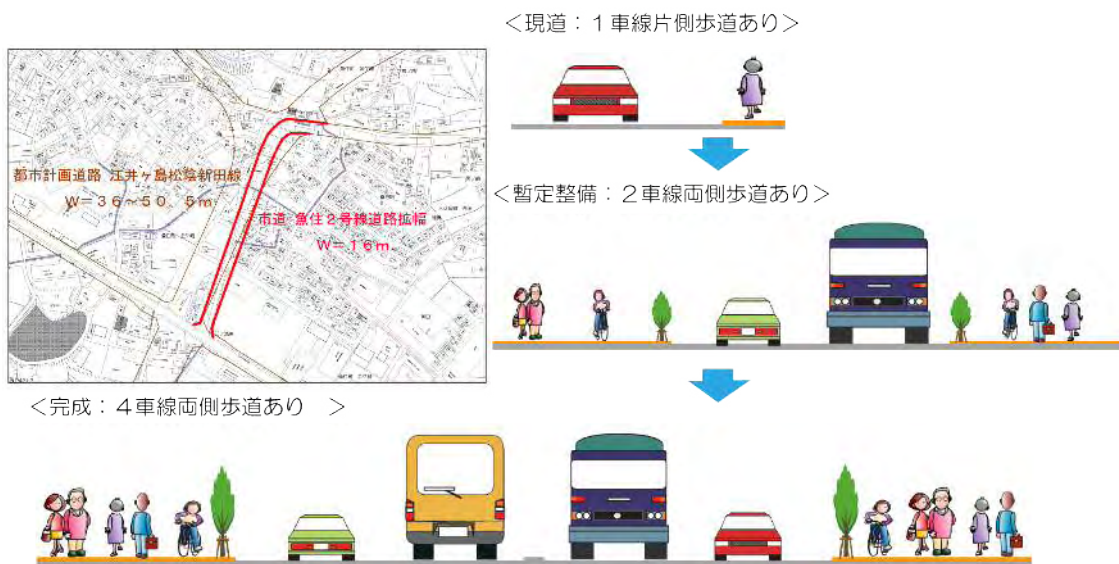 <現道：１車線片側歩道あり>
都市計画道路 江井ヶ島松陰新田線
Ｗ＝３６～５０．５ｍ
市道 魚住２号線道路拡幅
Ｗ＝１６ｍ
<暫定整備：２車線両側歩道あり>
<完成：４車線両側歩道あり　>